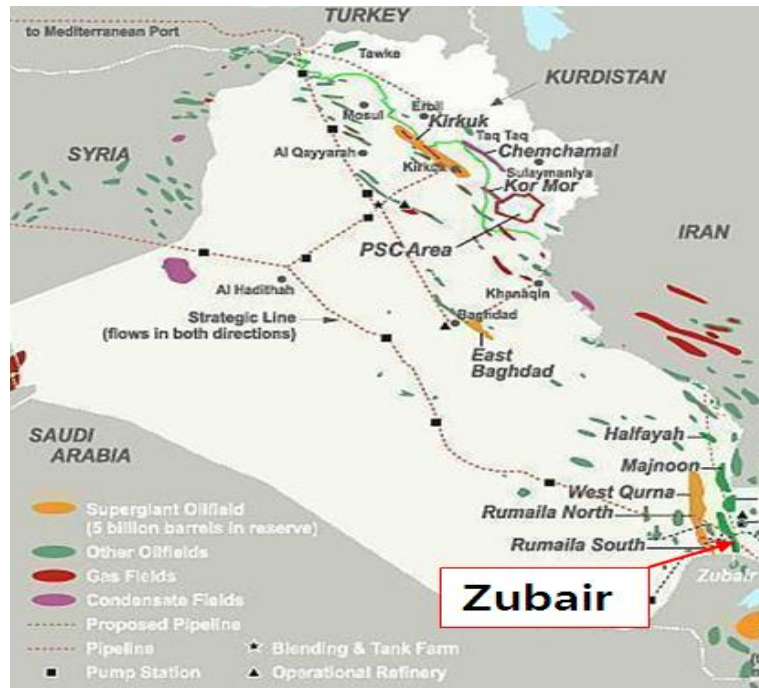 TURKEY
to Mediterranean Port
Tawke
KURDISTAN
Mosul
Erbil
Kirkuk
Taq Taq
Chemchamal
SYRIA
Al Qayyarah
Kirkuk
Sulaymaniya
Kor Mor
IRAN
PSC Area
Al Hadithah
Khanaqin
Strategic Line
(flows in both directions)
Baghdad
East
Baghdad
SAUDI
ARABIA
Halfayah
Majnoon
West Qurna
Rumaila North
Rumaila South
Zubair
Zubair
Supergiant Oilfield
(5 billion barrels in reserve)
Other Oilfields
Gas Fields
Condensate Fields
Proposed Pipeline
Pipeline
Blending & Tank Farm
Pump Station
Operational Refinery